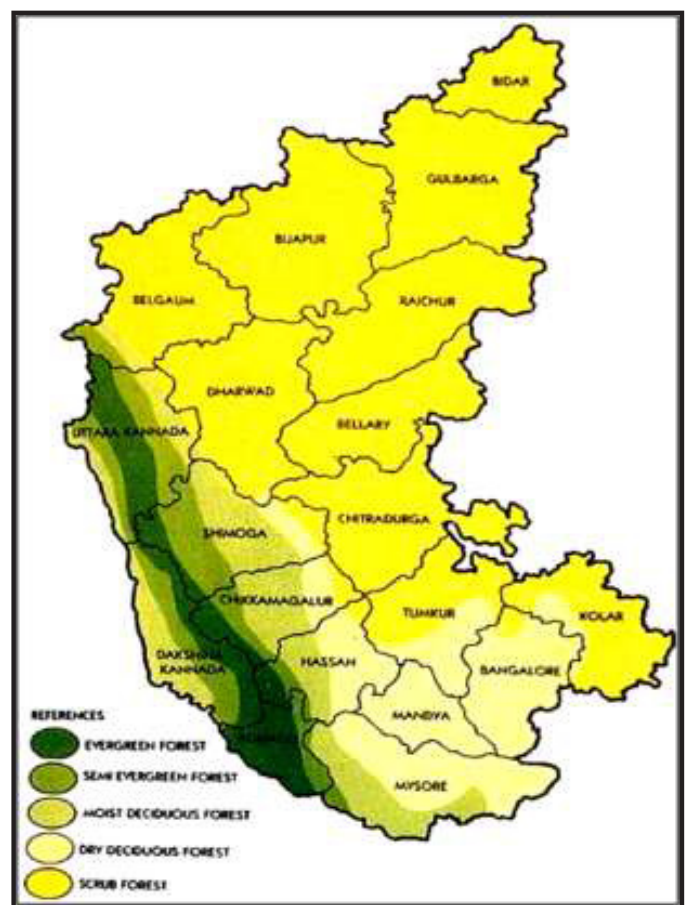 BIDAR
GULBARGA
BIJAPUR
BELGAUM
RAICHUR
DHARWAD
BELLARY
UTTARA KANNADA
CHITRADURGA
SHIMOGA
CHIKKAMAGALUR
TUMKUR
KOLAR
DAKSHINA
KANNADA
HASSAN
BANGALORE
MANDYA
MYSORE
REFERENCES
EVERGREEN FOREST
SEMI EVERGREEN FOREST
MOIST DECIDUOUS FOREST
DRY DECIDUOUS FOREST
SCRUB FOREST